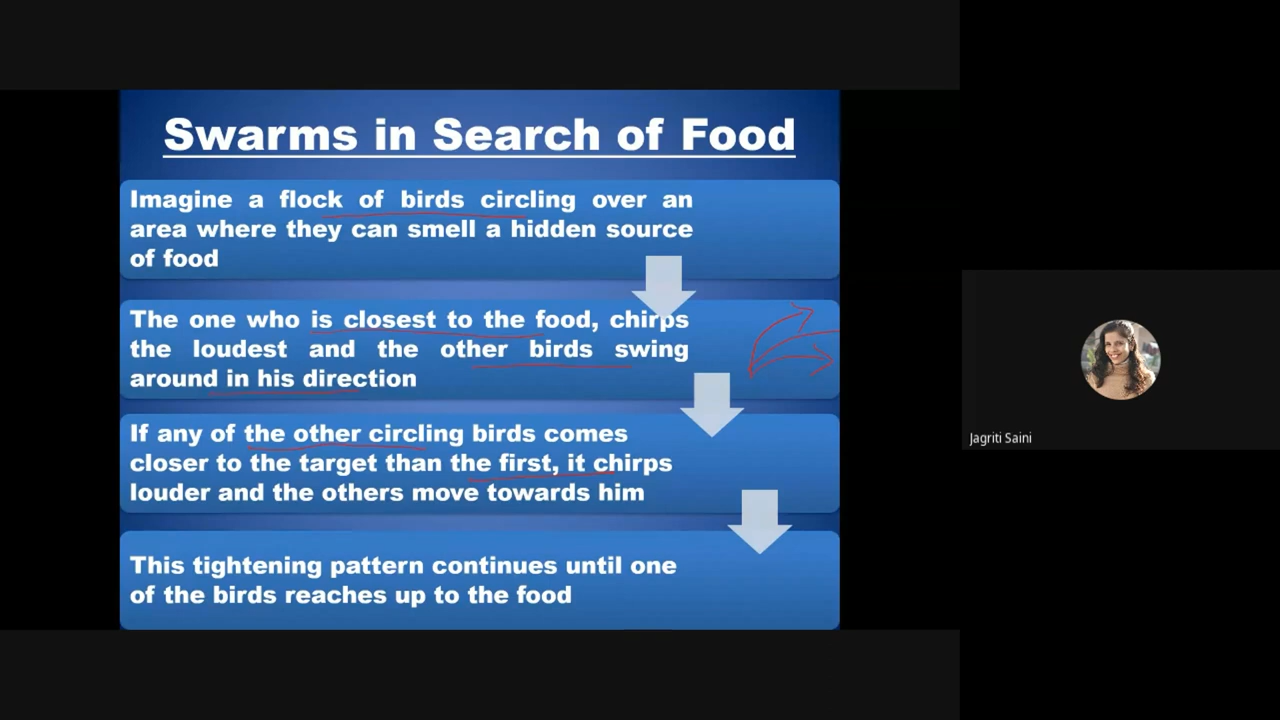 Swarms in Search of Food
Imagine a flock of birds circling over an
area where they can smell a hidden source
of food
The one who is closest to the food, chirps
the loudest and the other birds swing
around in his direction
If any of the other circling birds comes
closer to the target than the first, it chirps
louder and the others move towards him
This tightening pattern continues until one
of the birds reaches up to the food
Jagriti Saini